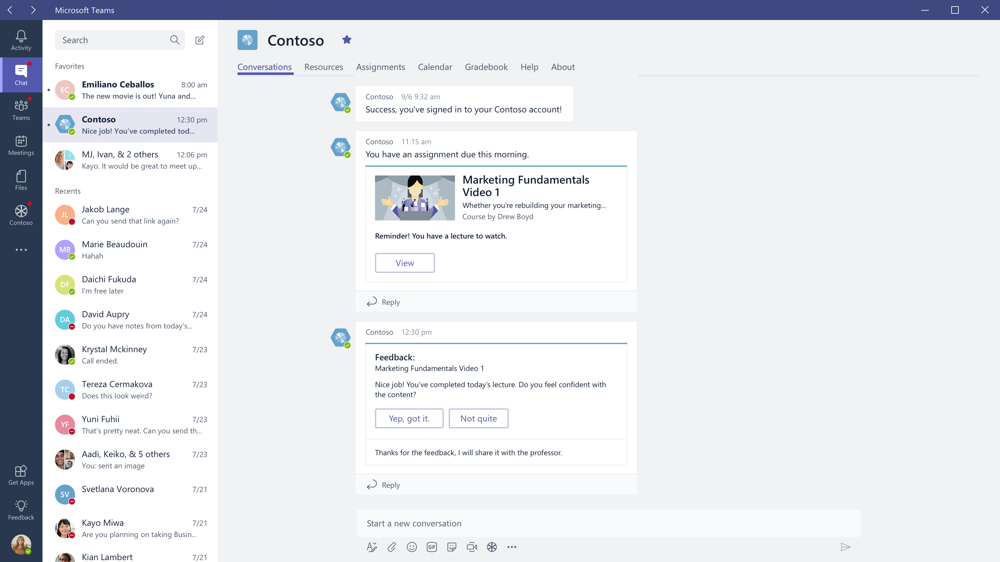 Microsoft Teams
Activity
Chat
Teams
Meetings
Files
Contoso
Get Apps
Feedback
Search
Favorites
EC
Emiliano Ceballos 8:00 am
The new movie is out! Yuna and...
Contoso 12:30 pm
Nice job! You've completed tod...
I
MJ, Ivan, & 2 others 12:06 pm
Kayo: It would be great to meet up...
Recents
JL
Jakob Lange 7/24
Can you send that link again?
MB
Marie Beaudouin 7/24
Hahah
DF
Daichi Fukuda 7/24
I'm free later
DA
David Aupry 7/24
Do you have notes from today's...
Krystal Mckinney 7/23
Call ended.
TC
Tereza Cermakova 7/23
Does this look weird?
YF
Yuni Fuhii 7/23
That's pretty neat. Can you send th...
Aadi, Keiko, & 5 others 7/23
You: sent an image
SV
Svetlana Voronova 7/21
Kayo Miwa 7/21
Are you planning on taking Busin...
Kian Lambert 7/21
Contoso
Conversations Resources Assignments Calendar Gradebook Help About
Contoso 9/6 9:32 am
Success, you've signed in to your Contoso account!
Contoso 11:15 am
You have an assignment due this morning.
Marketing Fundamentals
Video 1
Whether you're rebuilding your marketing...
Course by Drew Boyd
Reminder! You have a lecture to watch.
View
Reply
Contoso 12:30 pm
Feedback:
Marketing Fundamentals Video 1
Nice job! You’ve completed today’s lecture. Do you feel confident with
the content?
Yep, got it. Not quite
Thanks for the feedback, I will share it with the professor.
Reply
Start a new conversation
GIF